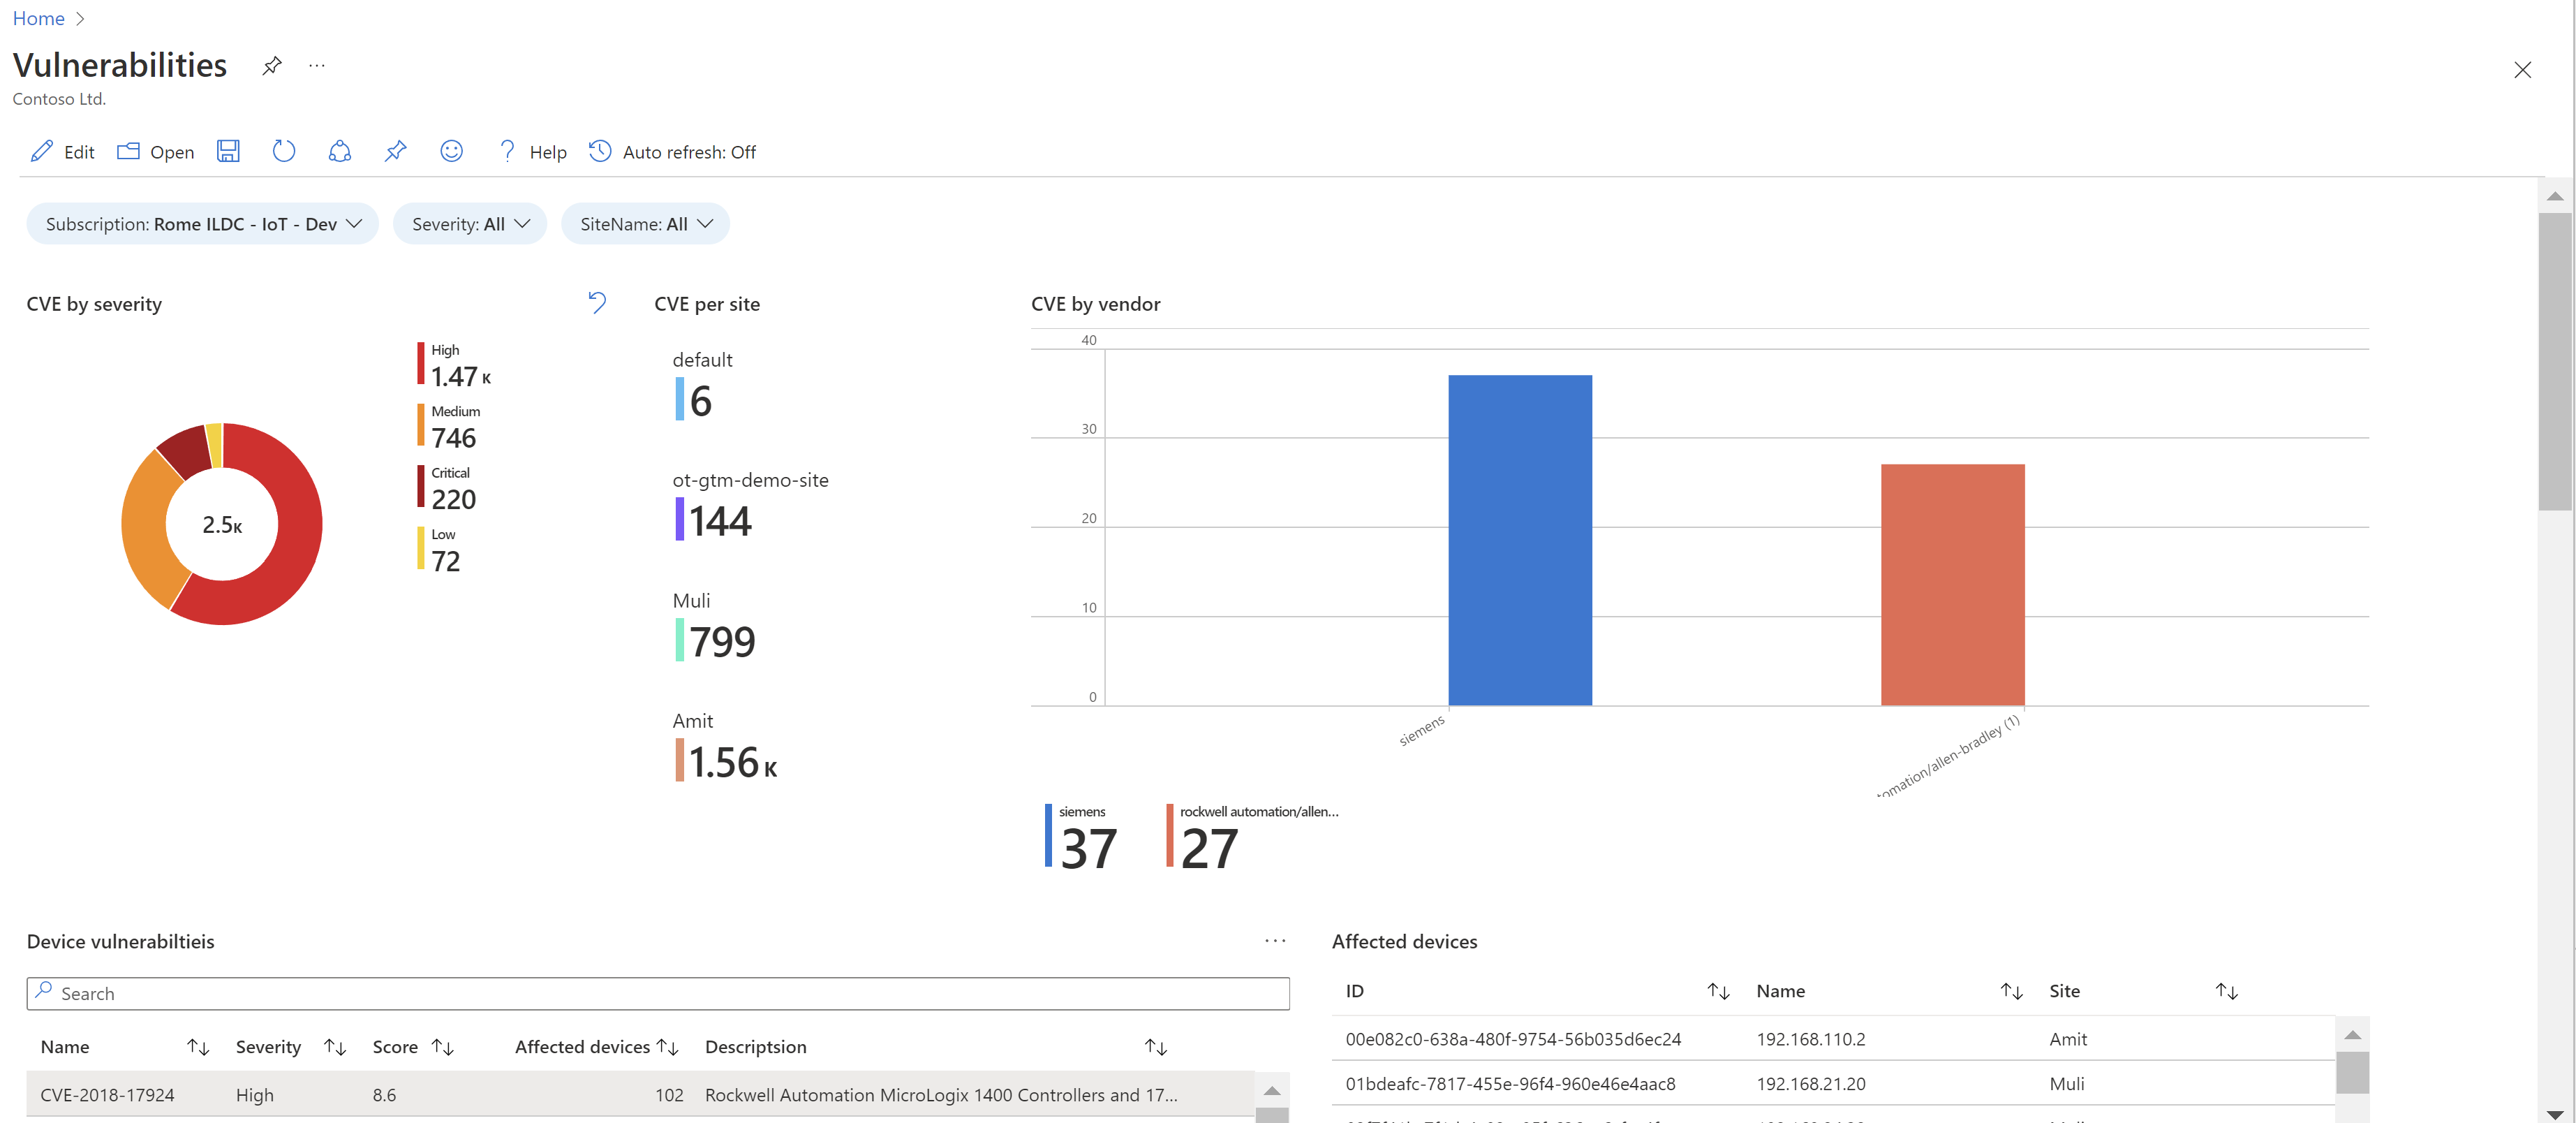 Home
Vulnerabilities
Contoso Ltd.
Edit Open Help Auto refresh: Off
Subscription: Rome ILDC - IoT - Dev Severity: All SiteName: All
CVE by severity
High
1.47 K
Medium
746
Critical
220
Low
72
2.5K
CVE per site
default
6
ot-gtm-demo-site
144
Muli
799
Amit
1.56 K
CVE by vendor
40
30
20
10
0
siemens
tomation/allen-bradley (1)
siemens
37
rockwell automation/allen...
27
Device vulnerabiltieis
Search
Name Severity Score Affected devices Descriptsion
CVE-2018-17924 High 8.6 102 Rockwell Automation MicroLogix 1400 Controllers and 17...
Affected devices
ID Name Site
00e082c0-638a-480f-9754-56b035d6ec24 192.168.110.2 Amit
01bdeafc-7817-455e-96f4-960e46e4aac8 192.168.21.20 Muli